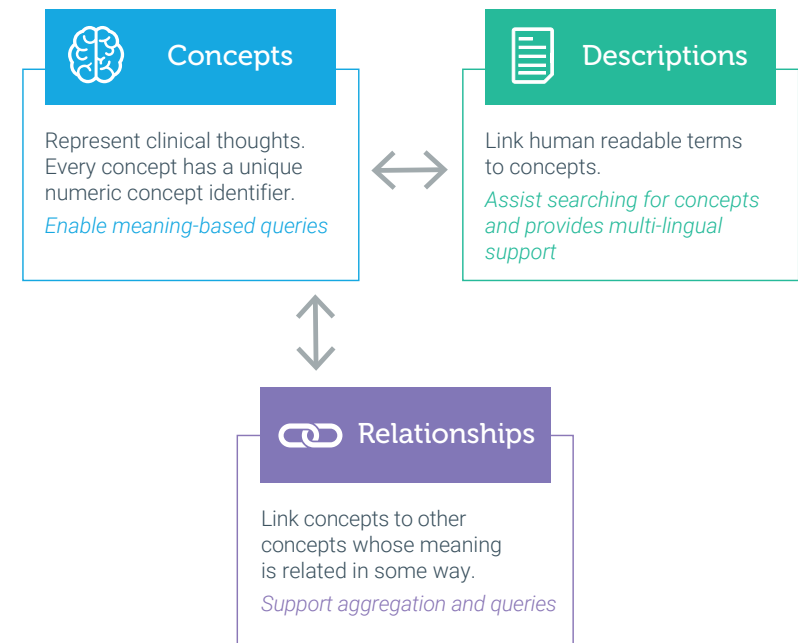 Concepts
Represent clinical thoughts.
Every concept has a unique
numeric concept identifier.
Enable meaning-based queries
Descriptions
Link human readable terms
to concepts.
Assist searching for concepts
and provides multi-lingual
support
Relationships
Link concepts to other
concepts whose meaning
is related in some way.
Support aggregation and queries